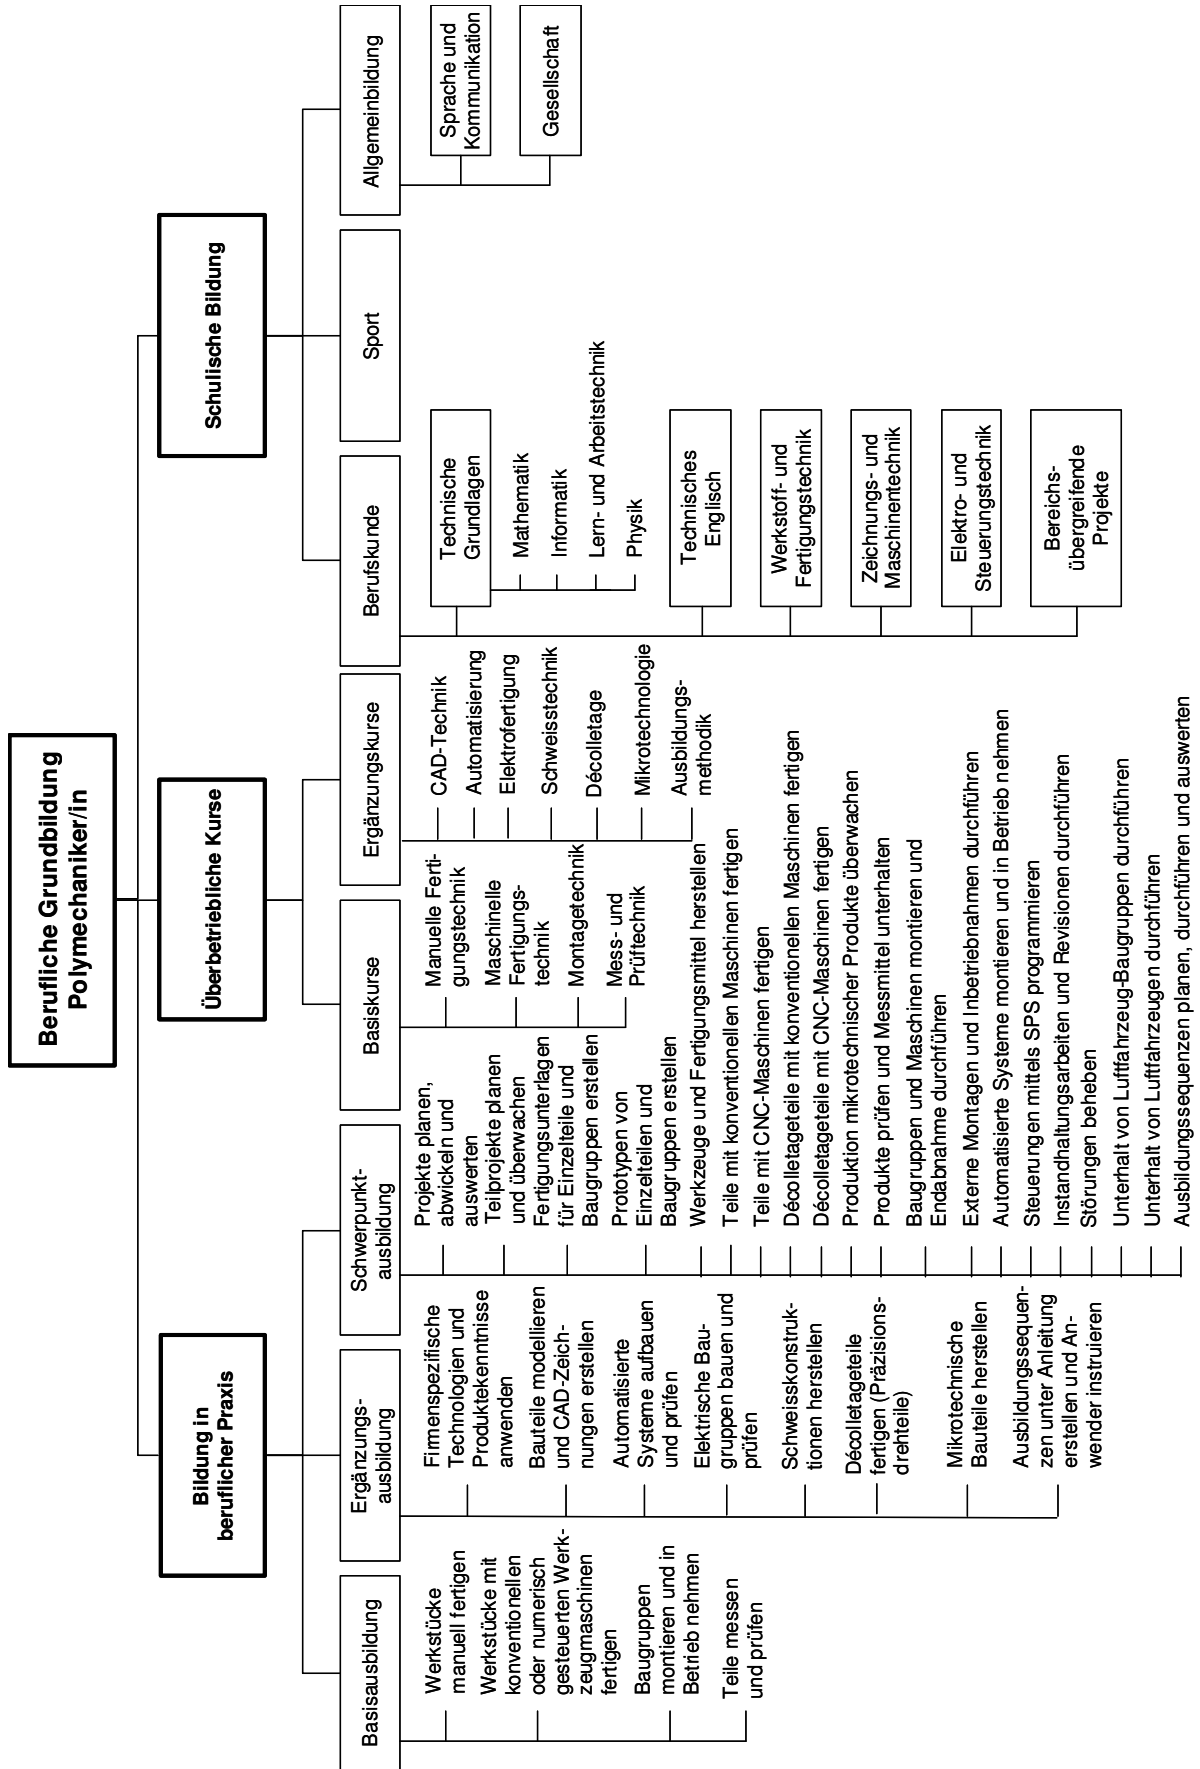 Berufliche Grundbildung
Polymechaniker/in
Bildung in
beruflicher Praxis
Überbetriebliche Kurse
Schulische Bildung
Basisausbildung
Ergänzungs-
ausbildung
Schwerpunkt-
ausbildung
Basiskurse
Ergänzungskurse
Berufskunde
Sport
Allgemeinbildung
Werkstücke
manuell fertigen
Werkstücke mit
konventionellen
oder numerisch
gesteuerten Werk-
zeugmaschinen
fertigen
Baugruppen
montieren und in
Betrieb nehmen
Teile messen
und prüfen
Firmenspezifische
Technologien und
Produktekenntnisse
anwenden
Bauteile modellieren
und CAD-Zeich-
nungen erstellen
Automatisierte
Systeme aufbauen
und prüfen
Elektrische Bau-
gruppen bauen und
prüfen
Schweisskonstruk-
tionen herstellen
Décolletageteile
fertigen (Präzisions-
drehteile)
Mikrotechnische
Bauteile herstellen
Ausbildungssequen-
zen unter Anleitung
erstellen und An-
wender instruieren
Projekte planen,
abwickeln und
auswerten
Teilprojekte planen
und überwachen
Fertigungsunterlagen
für Einzelteile und
Baugruppen erstellen
Prototypen von
Einzelteilen und
Baugruppen erstellen
Werkzeuge und Fertigungsmittel herstellen
Teile mit konventionellen Maschinen fertigen
Teile mit CNC-Maschinen fertigen
Décolletageteile mit konventionellen Maschinen fertigen
Décolletageteile mit CNC-Maschinen fertigen
Produktion mikrotechnischer Produkte überwachen
Produkte prüfen und Messmittel unterhalten
Baugruppen und Maschinen montieren und
Endabnahme durchführen
Externe Montagen und Inbetriebnahmen durchführen
Automatisierte Systeme montieren und in Betrieb nehmen
Steuerungen mittels SPS programmieren
Instandhaltungsarbeiten und Revisionen durchführen
Störungen beheben
Unterhalt von Luftfahrzeug-Baugruppen durchführen
Unterhalt von Luftfahrzeugen durchführen
Ausbildungssequenzen planen, durchführen und auswerten
Manuelle Ferti-
gungstechnik
Maschinelle
Fertigungs-
technik
Montagetechnik
Mess- und
Prüftechnik
CAD-Technik
Automatisierung
Elektrofertigung
Schweisstechnik
Décolletage
Mikrotechnologie
Ausbildungs-
methodik
Technische
Grundlagen
Mathematik
Informatik
Lern- und Arbeitstechnik
Physik
Technisches
Englisch
Werkstoff- und
Fertigungstechnik
Zeichnungs- und
Maschinentechnik
Elektro- und
Steuerungstechnik
Bereichs-
übergreifende
Projekte
Sprache und
Kommunikation
Gesellschaft